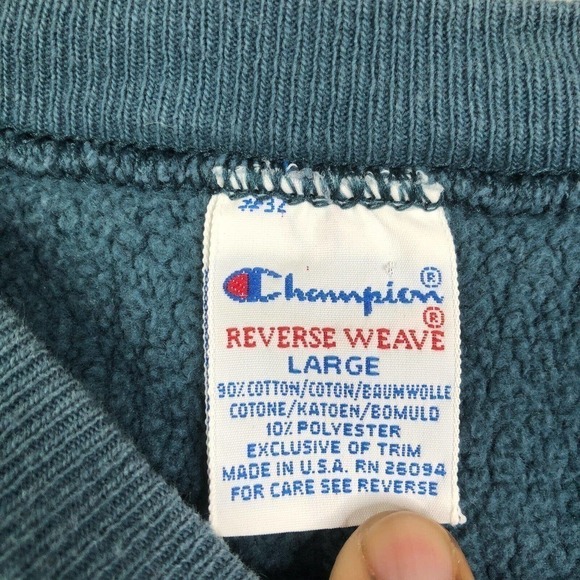 #32
Champion®
REVERSE WEAVE®
LARGE
90% COTTON/COTON/BAUMWOLLE
COTONE/KATOEN/BOMULD
10% POLYESTER
EXCLUSIVE OF TRIM
MADE IN U.S.A. RN 26094
FOR CARE SEE REVERSE